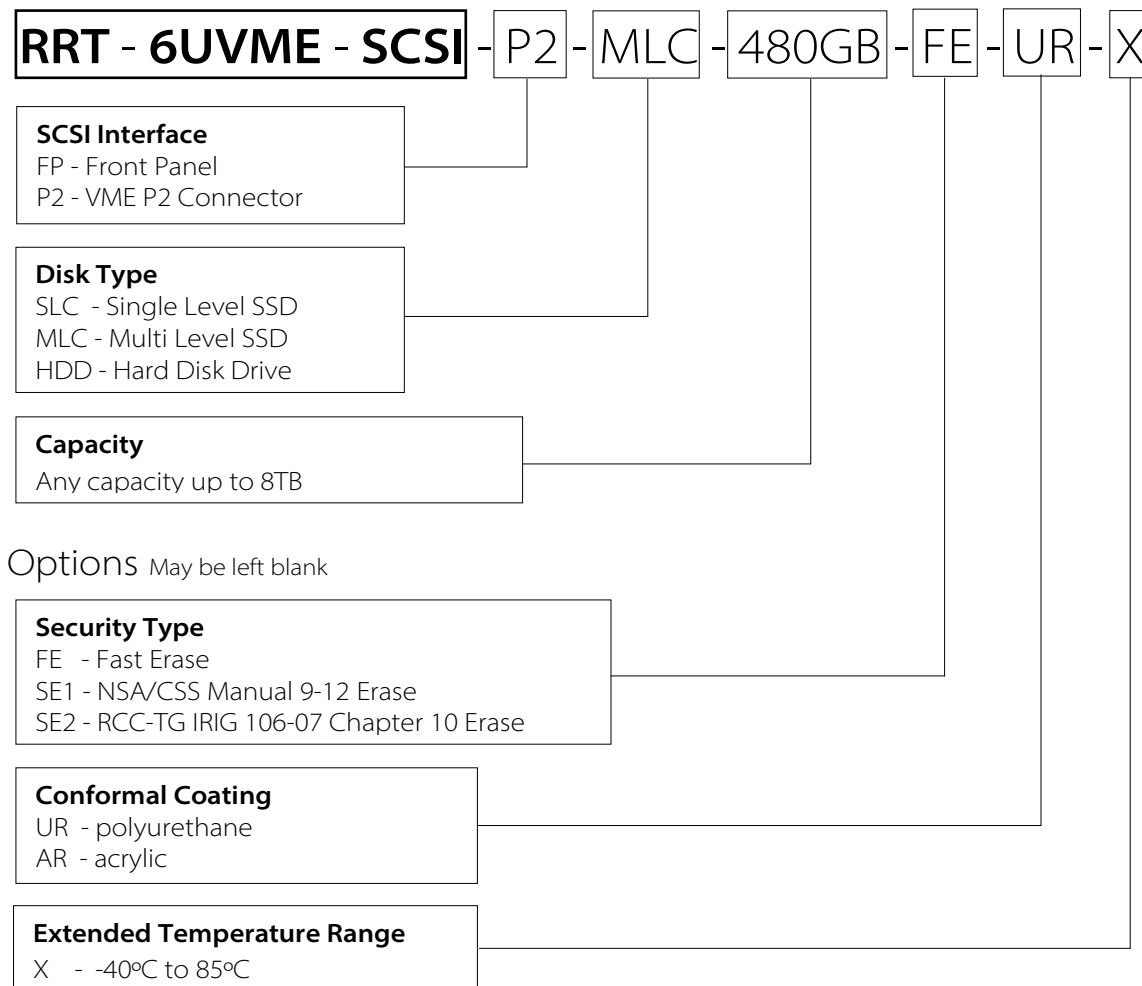 RRT - 6UVME - SCSI - P2 - MLC - 480GB - FE - UR - X
SCSI Interface
FP - Front Panel
P2 - VME P2 Connector
Disk Type
SLC - Single Level SSD
MLC - Multi Level SSD
HDD - Hard Disk Drive
Capacity
Any capacity up to 8TB
Options May be left blank
Security Type
FE - Fast Erase
SE1 - NSA/CSS Manual 9-12 Erase
SE2 - RCC-TG IRIG 106-07 Chapter 10 Erase
Conformal Coating
UR - polyurethane
AR - acrylic
Extended Temperature Range
X - -40ºC to 85ºC